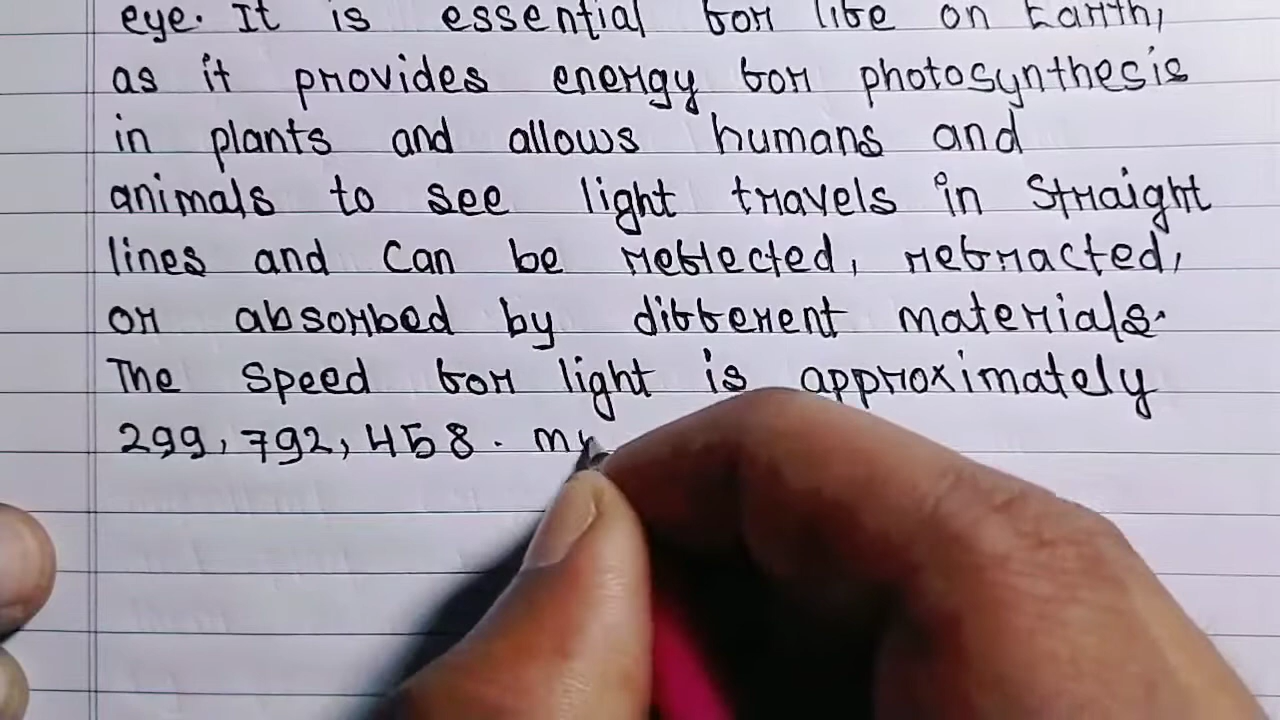 eye. It is essential for life on Earth,
as it provides energy for photosynthesis
in plants and allows humans and
animals to see light travels in straight
lines and can be reflected, refracted,
or absorbed by different materials.
The speed for light is approximately
299,792,458.